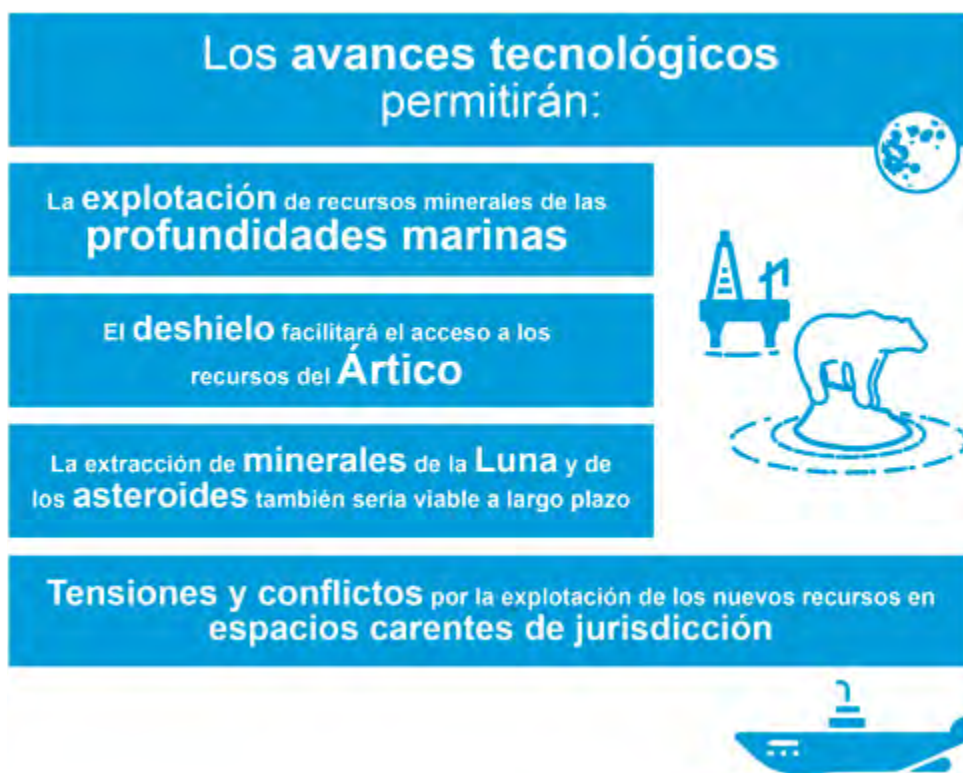 Los avances tecnológicos
permitirán:
La explotación de recursos minerales de las
profundidades marinas
El deshielo facilitará el acceso a los
recursos del Ártico
La extracción de minerales de la Luna y de
los asteroides también sería viable a largo plazo
Tensiones y conflictos por la explotación de los nuevos recursos en
espacios carentes de jurisdicción